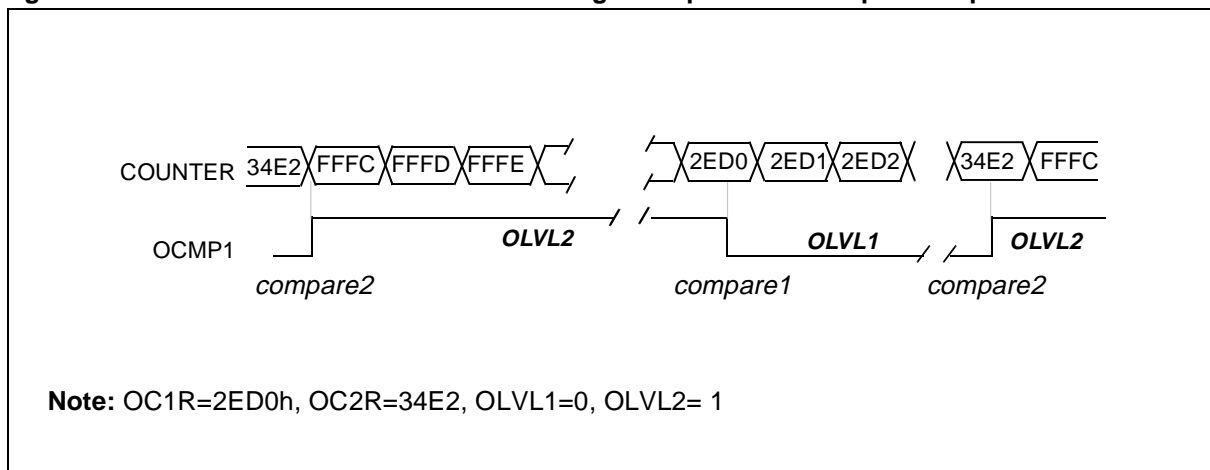 COUNTER 34E2 FFFC FFFD FFFE 2ED0 2ED1 2ED2 34E2 FFFC
OCMP1 OLVL2 OLVL1 OLVL2
compare2 compare1 compare2
Note: OC1R=2ED0h, OC2R=34E2, OLVL1=0, OLVL2= 1